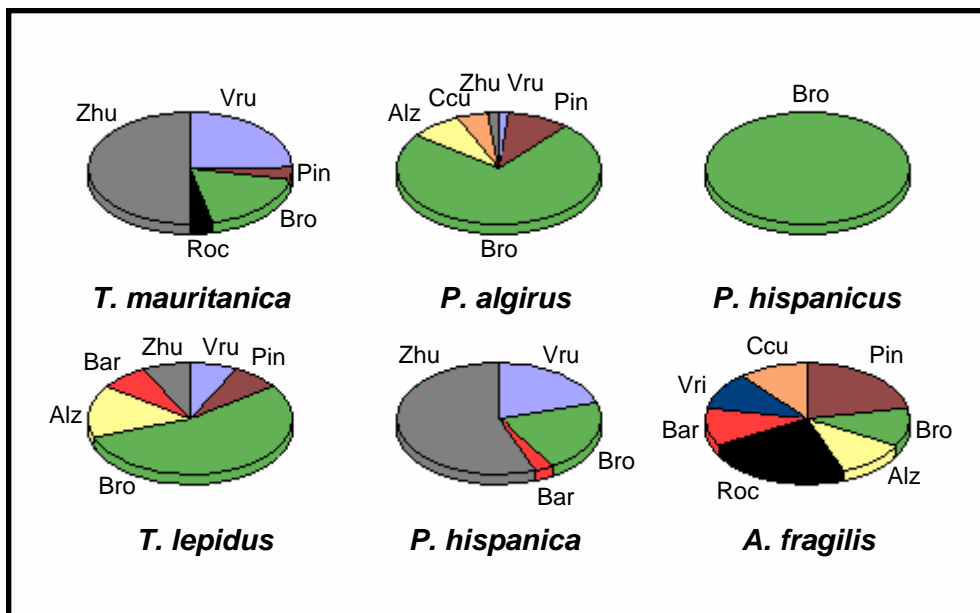 Zhu
Vru
Pin
Bro
Roc
T. mauritanica
Alz
Ccu
Zhu
Vru
Pin
Bro
P. algirus
Bro
P. hispanicus
Bar
Zhu
Vru
Pin
Alz
Bro
T. lepidus
Zhu
Vru
Bro
Bar
P. hispanica
Ccu
Pin
Vri
Bar
Bro
Roc
Alz
A. fragilis